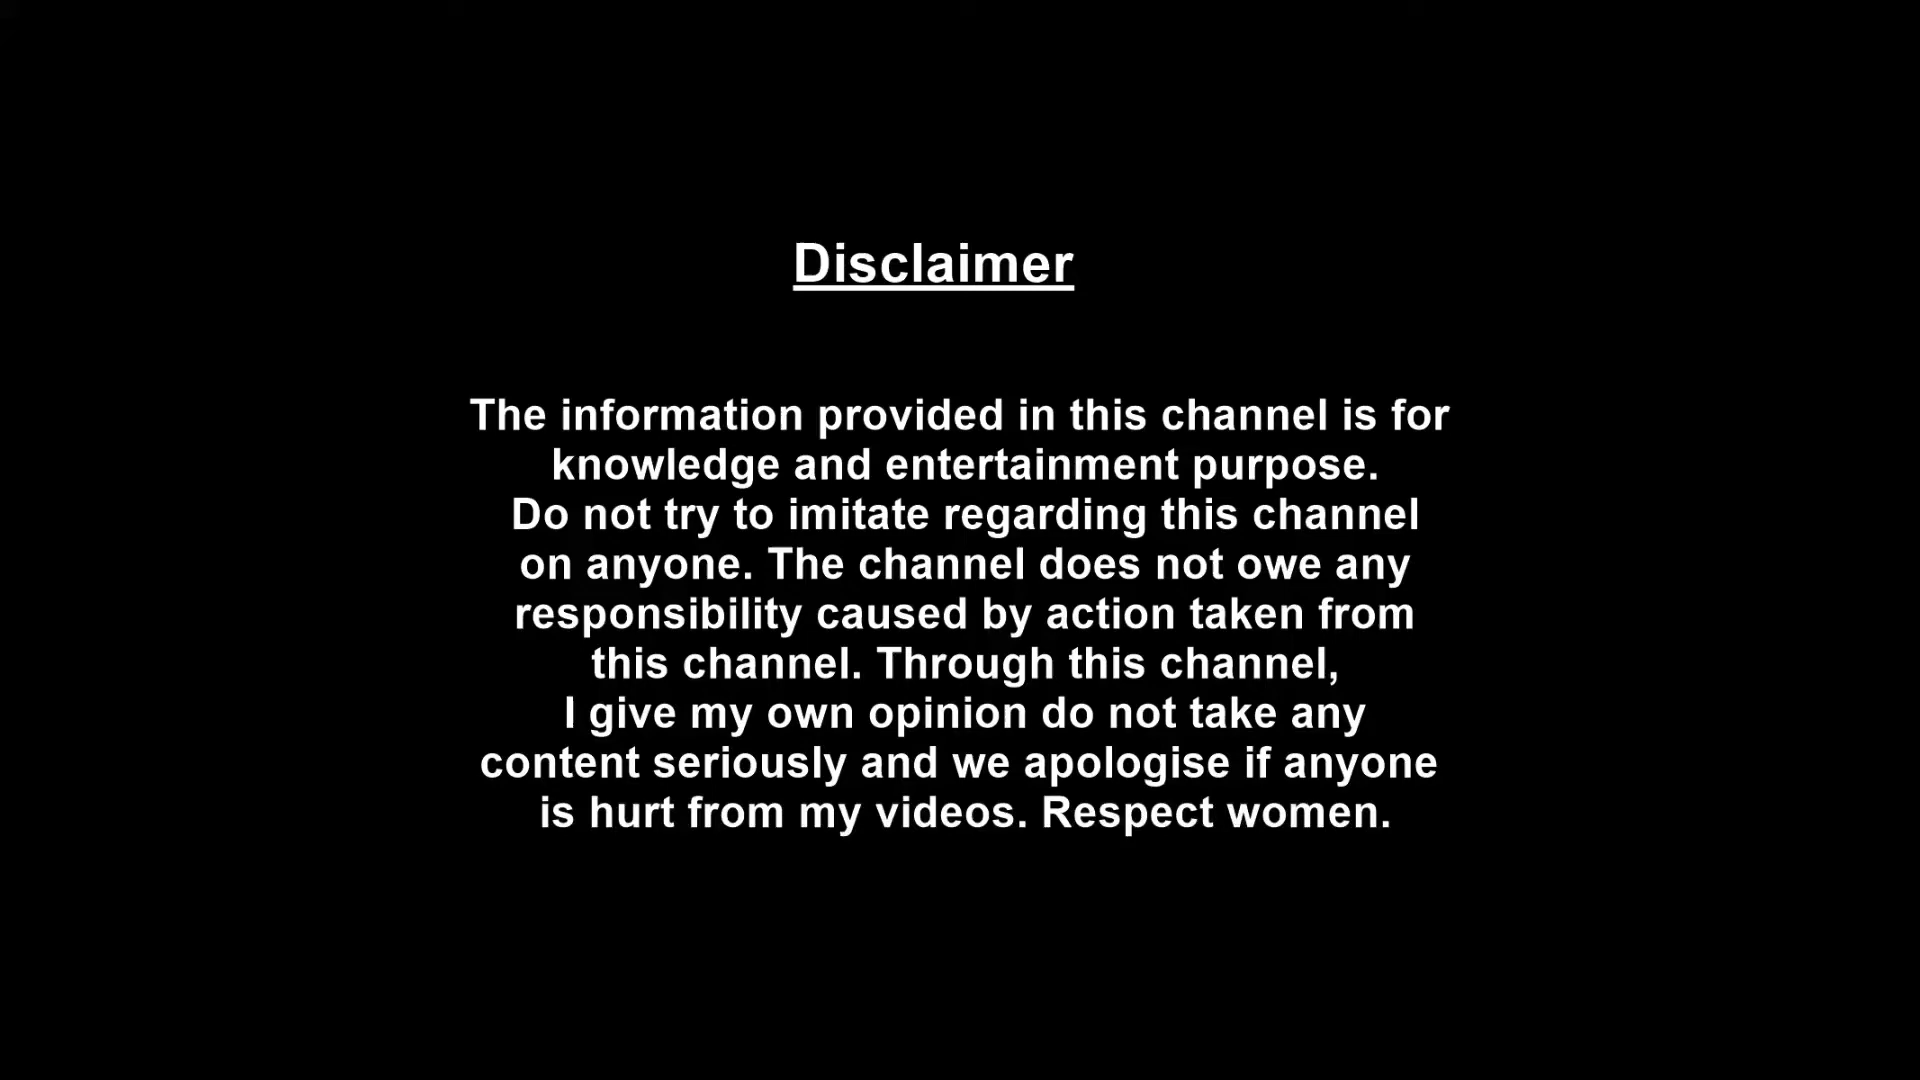 Disclaimer
The information provided in this channel is for
knowledge and entertainment purpose.
Do not try to imitate regarding this channel
on anyone. The channel does not owe any
responsibility caused by action taken from
this channel. Through this channel,
I give my own opinion do not take any
content seriously and we apologise if anyone
is hurt from my videos. Respect women.